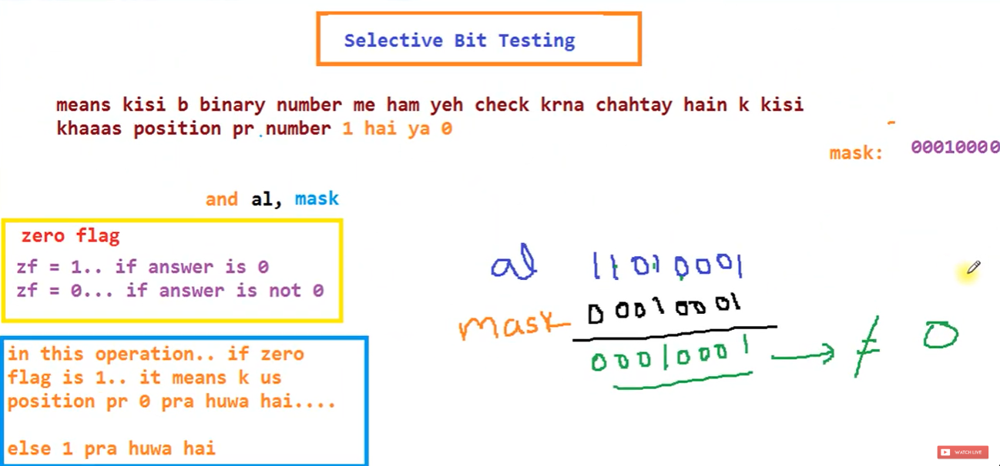 Selective Bit Testing
means kisi b binary number me ham yeh check krna chahtay hain k kisi
khaaas position pr number 1 hai ya 0
mask: 00010000
and al, mask
zero flag
zf = 1.. if answer is 0
zf = 0... if answer is not 0
in this operation.. if zero
flag is 1.. it means k us
position pr 0 pra huwa hai....
else 1 pra huwa hai
al 11010001
mask 00010001
00010001 → ≠ 0
WATCH LIVE